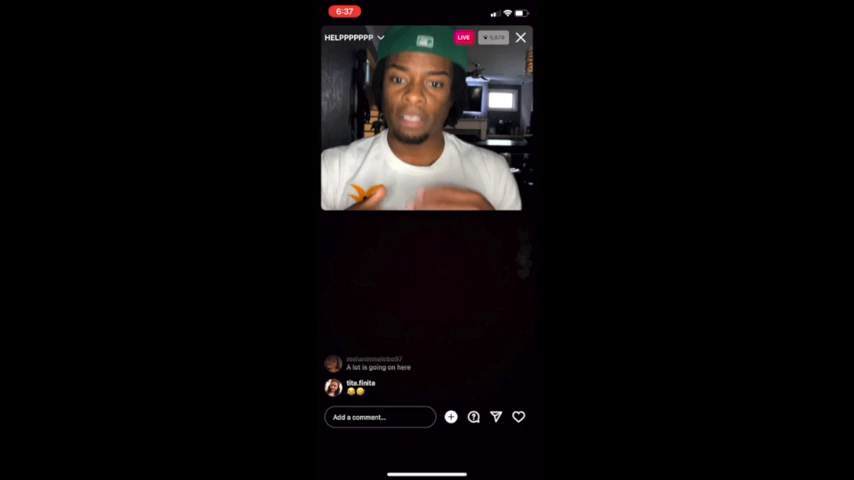 6:37
HELPPPPPPP
LIVE
A lot is going on here
tita.finita
Add a comment...